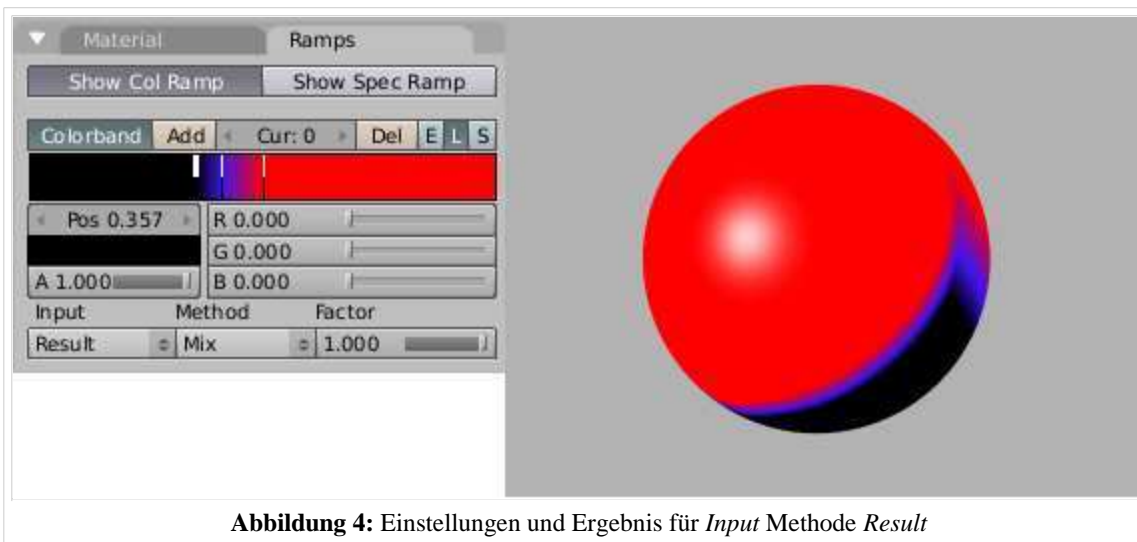 Material Ramps
Show Col Ramp Show Spec Ramp
Colorband Add Cur: 0 Del E L S
Pos 0.357 R 0.000
G 0.000
A 1.000 B 0.000
Input Method Factor
Result Mix 1.000
Abbildung 4: Einstellungen und Ergebnis für Input Methode Result